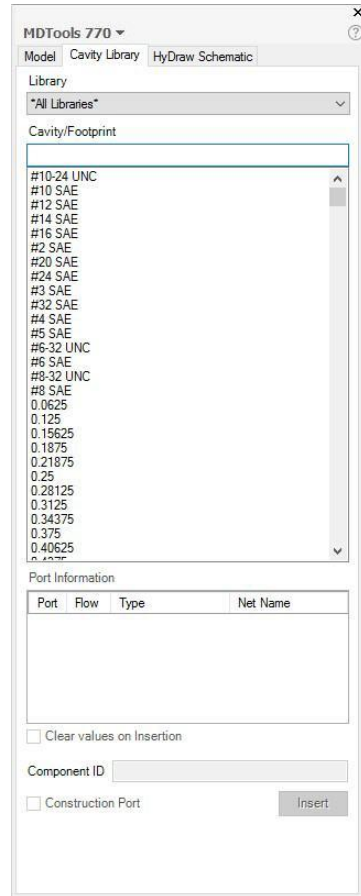 MDTools 770
Model Cavity Library HyDraw Schematic
Library
*All Libraries*
Cavity/Footprint
#10-24 UNC
#10 SAE
#12 SAE
#14 SAE
#16 SAE
#2 SAE
#20 SAE
#24 SAE
#3 SAE
#32 SAE
#4 SAE
#5 SAE
#6-32 UNC
#6 SAE
#8-32 UNC
#8 SAE
0.0625
0.125
0.15625
0.1875
0.21875
0.25
0.28125
0.3125
0.34375
0.375
0.40625
Port Information
Port Flow Type Net Name
Clear values on Insertion
Component ID
Construction Port Insert